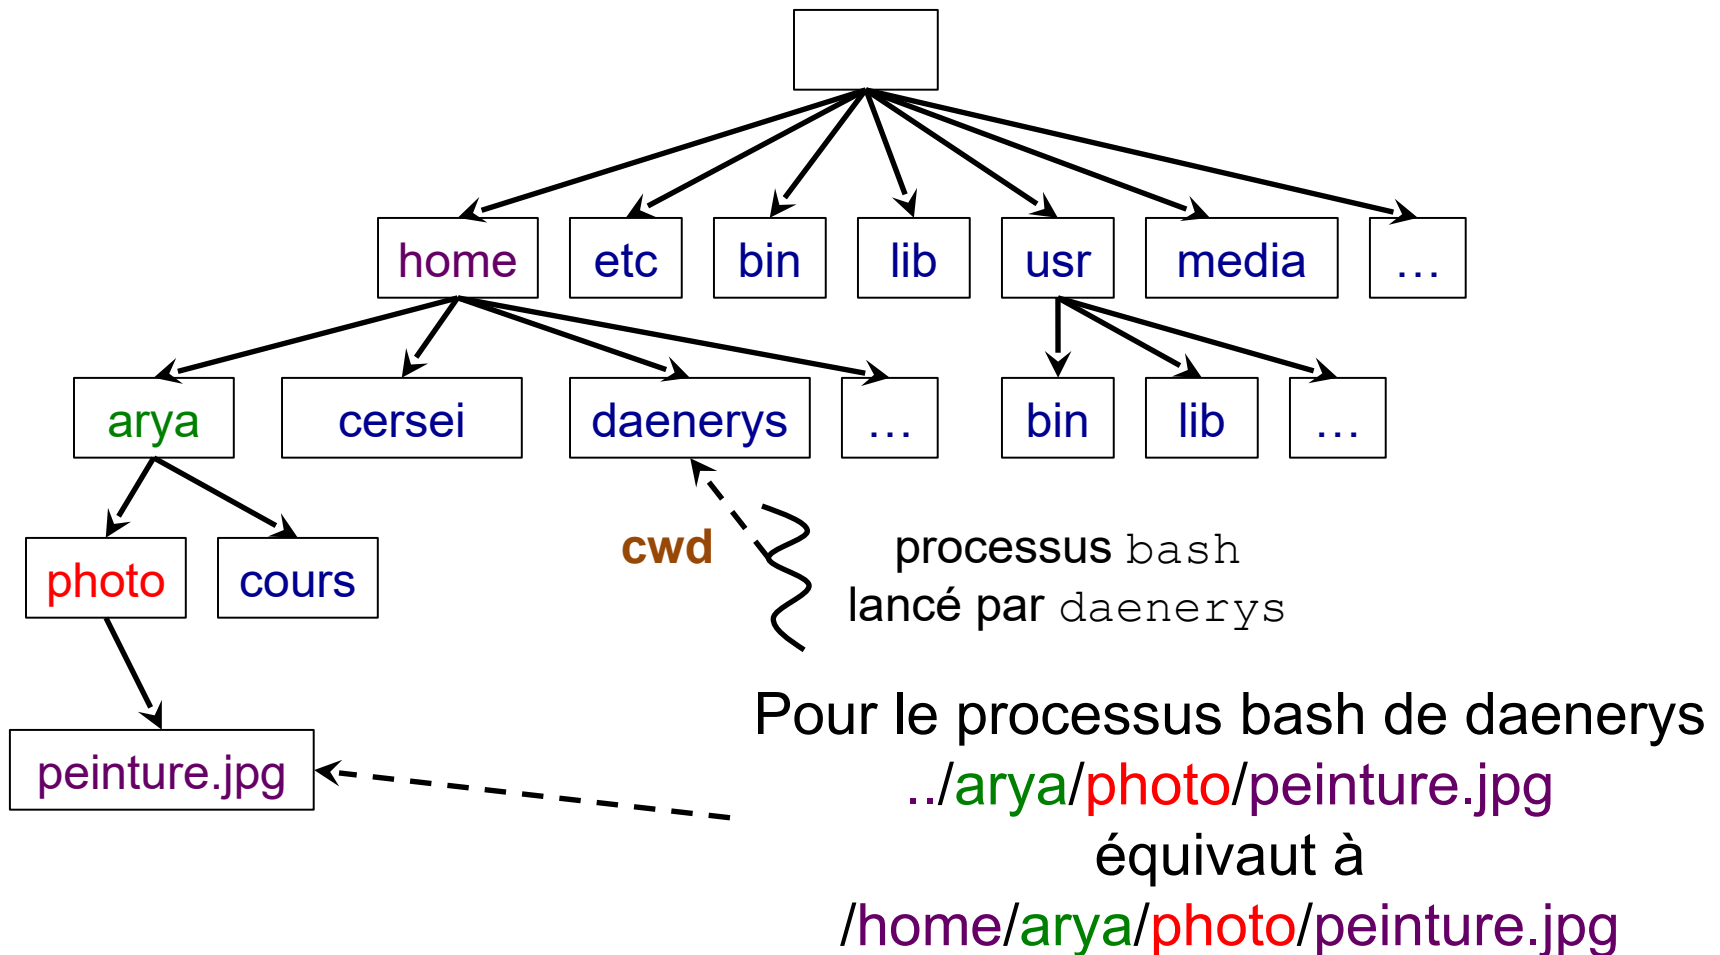 home
etc
bin
lib
usr
media
…
arya
cersei
daenerys
…
bin
lib
…
photo
cours
cwd
processus bash
lancé par daenerys
peinture.jpg
Pour le processus bash de daenerys
../arya/photo/peinture.jpg
équivaut à
/home/arya/photo/peinture.jpg